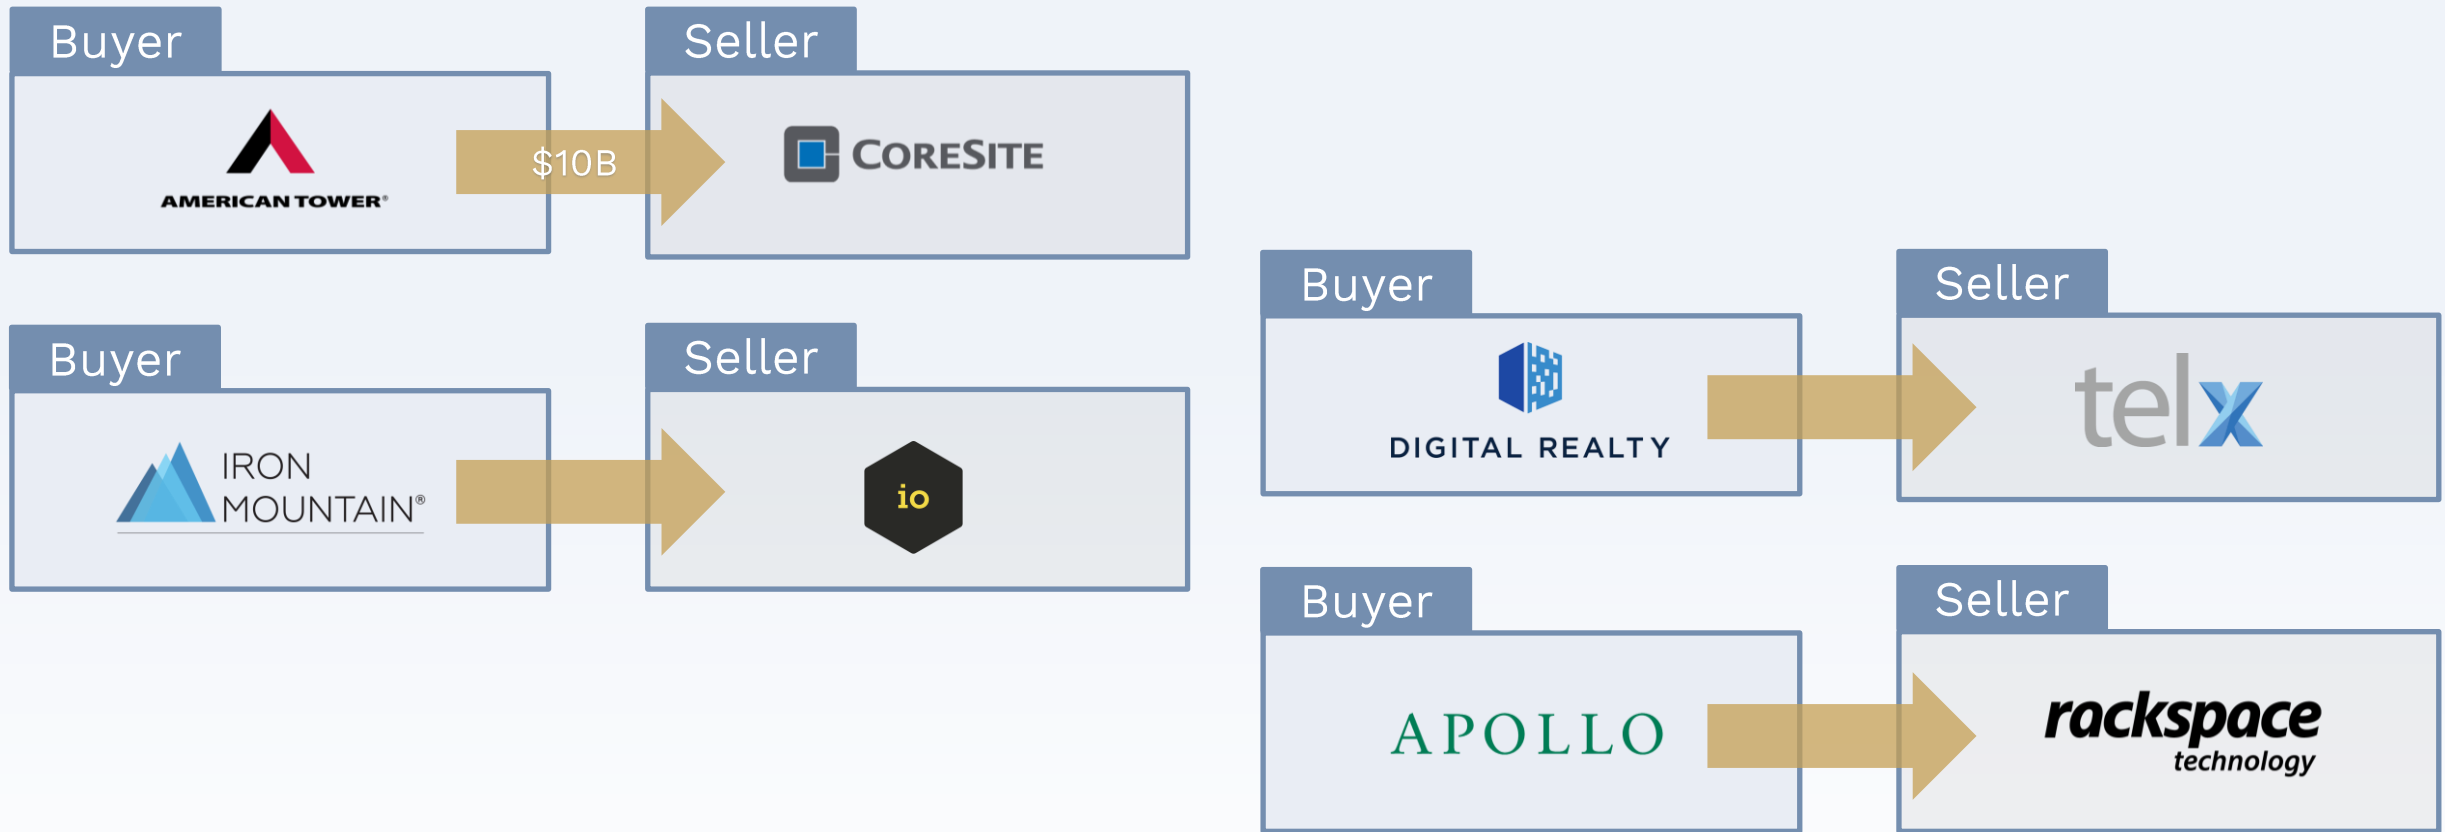 Buyer
Seller
AMERICAN TOWER®
$10B
CORESITE
Buyer
Seller
IRON
MOUNTAIN®
io
Buyer
Seller
DIGITAL REALTY
telx
Buyer
Seller
APOLLO
rackspace
technology